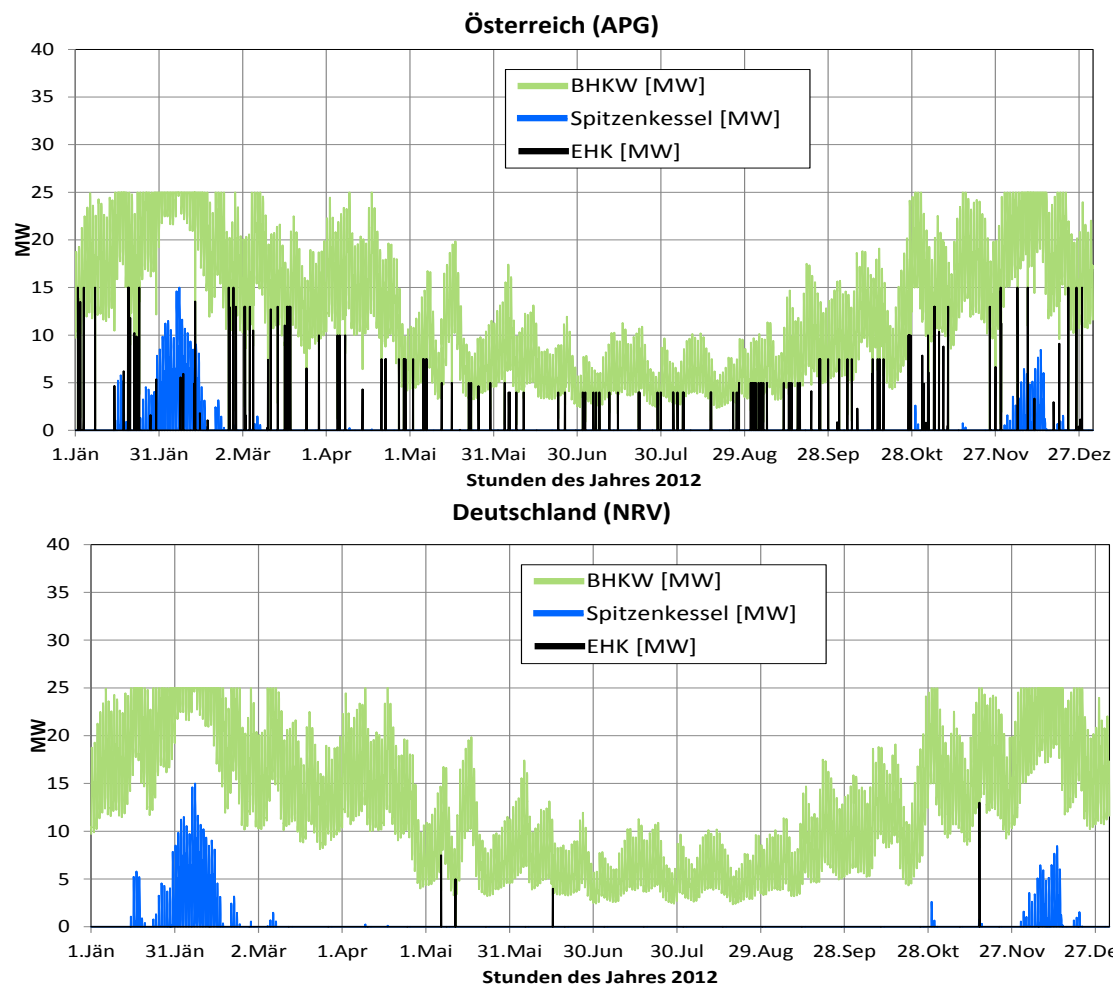 Österreich (APG)
40
35
30
25
20
15
10
5
0
MW
BHKW [MW]
Spitzenkessel [MW]
EHK [MW]
1.Jän 31.Jän 2.Mär 1.Apr 1.Mai 31.Mai 30.Jun 30.Jul 29.Aug 28.Sep 28.Okt 27.Nov 27.Dez
Stunden des Jahres 2012
Deutschland (NRV)
40
35
30
25
20
15
10
5
0
MW
BHKW [MW]
Spitzenkessel [MW]
EHK [MW]
1.Jän 31.Jän 2.Mär 1.Apr 1.Mai 31.Mai 30.Jun 30.Jul 29.Aug 28.Sep 28.Okt 27.Nov 27.De
Stunden des Jahres 2012